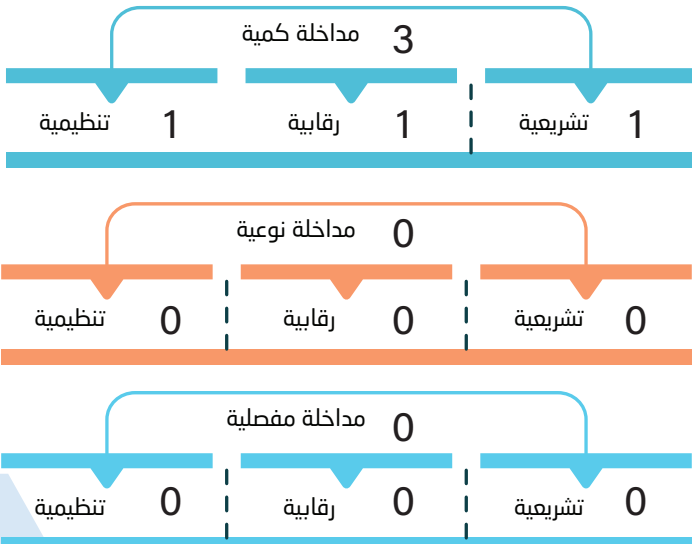 3 مداخلة كمية
1 تشريعية 1 رقابية 1 تنظيمية
0 مداخلة نوعية
0 تشريعية 0 رقابية 0 تنظيمية
0 مداخلة مفصلية
0 تشريعية 0 رقابية 0 تنظيمية